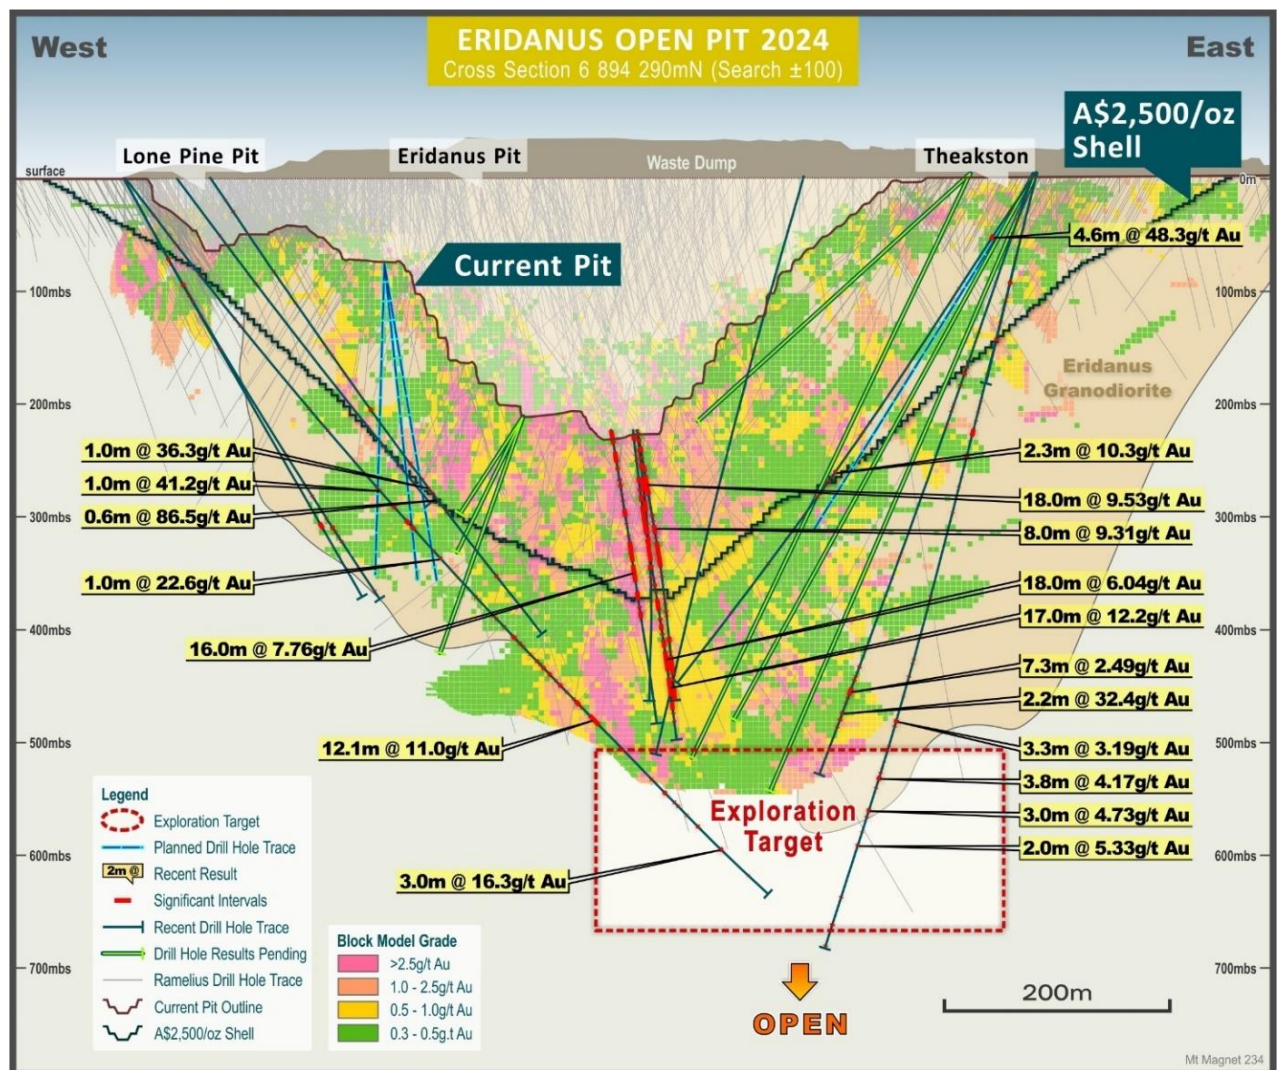 West
ERIDANUS OPEN PIT 2024
East
Cross Section 6 894 290mN (Search ±100)
A$2,500/oz
Shell
Lone Pine Pit
Eridanus Pit
Waste Dump
Theakston
surface
0m
4.6m @ 48.3g/t Au
Current Pit
100mbs
100mbs
Eridanus
Granodiorite
200mbs
200mbs
1.0m @ 36.3g/t Au
2.3m @ 10.3g/t Au
1.0m @ 41.2g/t Au
18.0m @ 9.53g/t Au
0.6m @ 86.5g/t Au
300mbs
300mbs
8.0m @ 9.31g/t Au
1.0m @ 22.6g/t Au
18.0m @ 6.04g/t Au
17.0m @ 12.2g/t Au
400mbs
400mbs
16.0m @ 7.76g/t Au
7.3m @ 2.49g/t Au
2.2m @ 32.4g/t Au
500mbs
500mbs
12.1m @ 11.0g/t Au
3.3m @ 3.19g/t Au
3.8m @ 4.17g/t Au
Exploration
Target
3.0m @ 4.73g/t Au
2.0m @ 5.33g/t Au
600mbs
600mbs
3.0m @ 16.3g/t Au
700mbs
700mbs
Legend
Exploration Target
Planned Drill Hole Trace
2m @
Recent Result
Significant Intervals
Recent Drill Hole Trace
Drill Hole Results Pending
Ramelius Drill Hole Trace
Current Pit Outline
A$2,500/oz Shell
Block Model Grade
>2.5g/t Au
1.0 - 2.5g/t Au
0.5 - 1.0g/t Au
0.3 - 0.5g.t Au
OPEN
200m
Mt Magnet 234